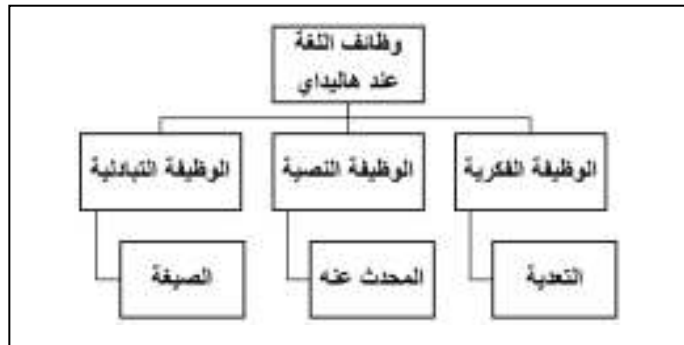 وظائف اللغة
عند هاليداي
الوظيفة الفكرية
الوظيفة النصية
الوظيفة التبادلية
التعدية
المحدث عنه
الصيغة